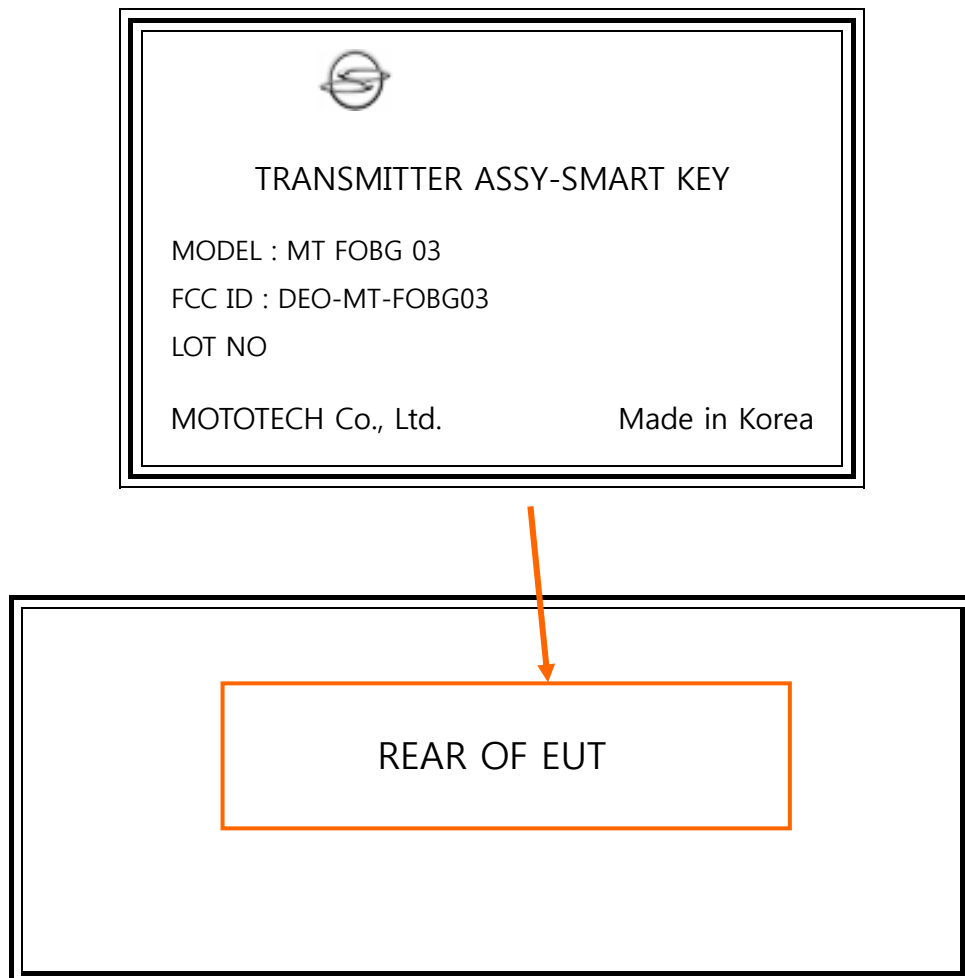 TRANSMITTER ASSY-SMART KEY
MODEL : MT FOBG 03
FCC ID : DEO-MT-FOBG03
LOT NO
MOTOTECH Co., Ltd. Made in Korea
REAR OF EUT